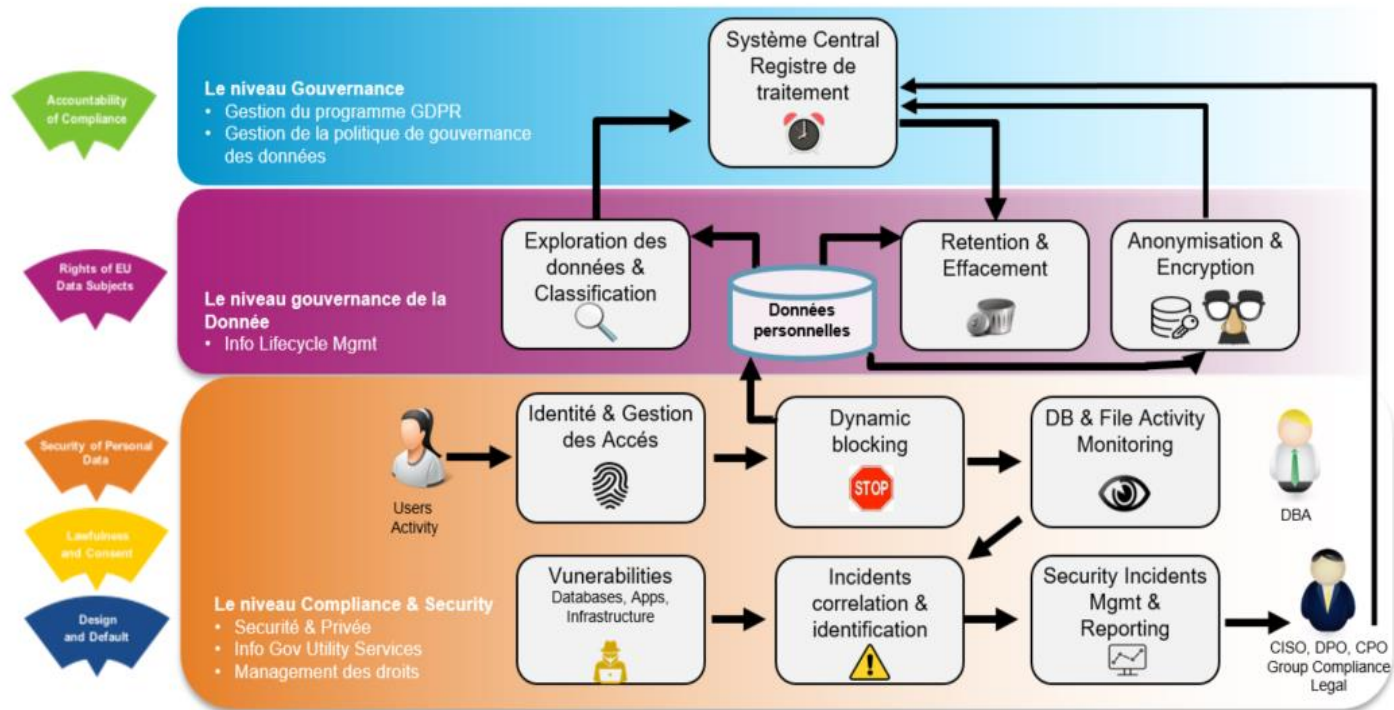 Accountability
of Compliance
Le niveau Gouvernance
• Gestion du programme GDPR
• Gestion de la politique de gouvernance
des données
Système Central
Registre de
traitement
Rights of EU
Data Subjects
Le niveau gouvernance de la
Donnée
• Info Lifecycle Mgmt
Exploration des
données &
Classification
Données
personnelles
Retention &
Effacement
Anonymisation &
Encryption
Security of Personal
Data
Lawfulness
and Consent
Design
and Default
Users
Activity
Identité & Gestion
des Accés
Dynamic
blocking
STOP
DB & File Activity
Monitoring
DBA
Le niveau Compliance & Security
• Securité & Privée
• Info Gov Utility Services
• Management des droits
Vunerabilities
Databases, Apps,
Infrastructure
Incidents
correlation &
identification
Security Incidents
Mgmt &
Reporting
CISO, DPO, CPO
Group Compliance
Legal